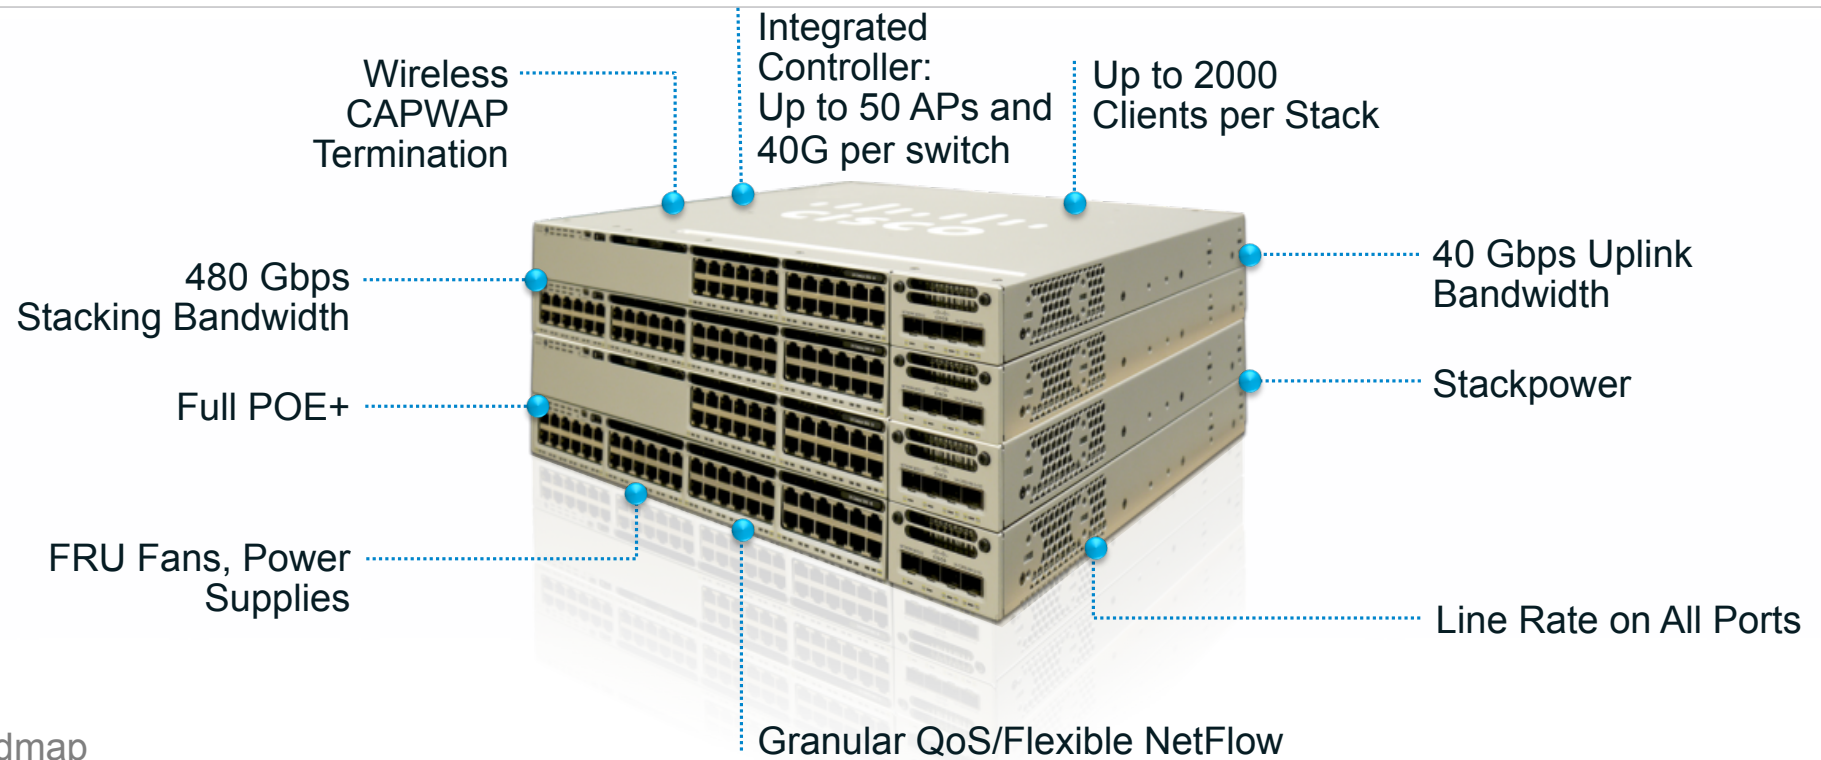 Integrated
Controller:
Up to 50 APs and
40G per switch
Wireless
CAPWAP
Termination
Up to 2000
Clients per Stack
CISCO
480 Gbps
Stacking Bandwidth
40 Gbps Uplink
Bandwidth
Full POE+
Stackpower
FRU Fans, Power
Supplies
Line Rate on All Ports
Granular QoS/Flexible NetFlow
dmap